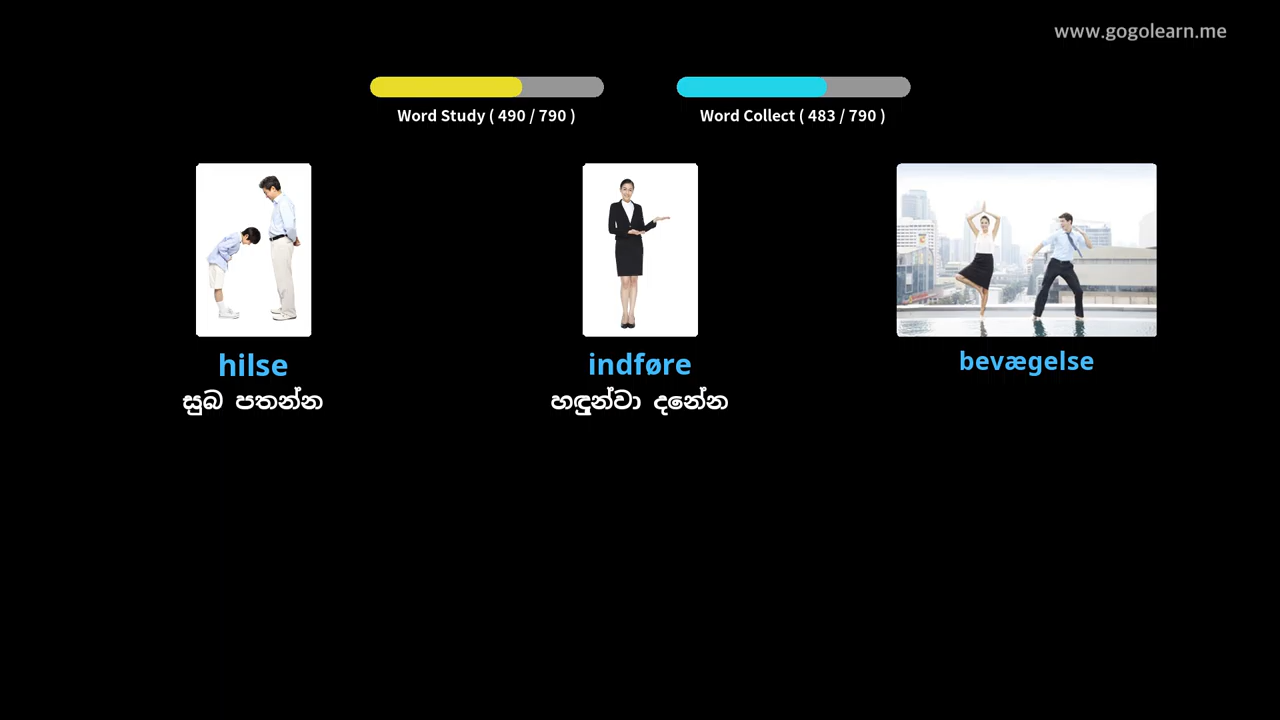 www.gogolearn.me
Word Study ( 490 / 790 )
Word Collect ( 483 / 790 )
hilse
indføre
bevægelse
සුබ පතන්න
හඳුන්වා දෙන්න